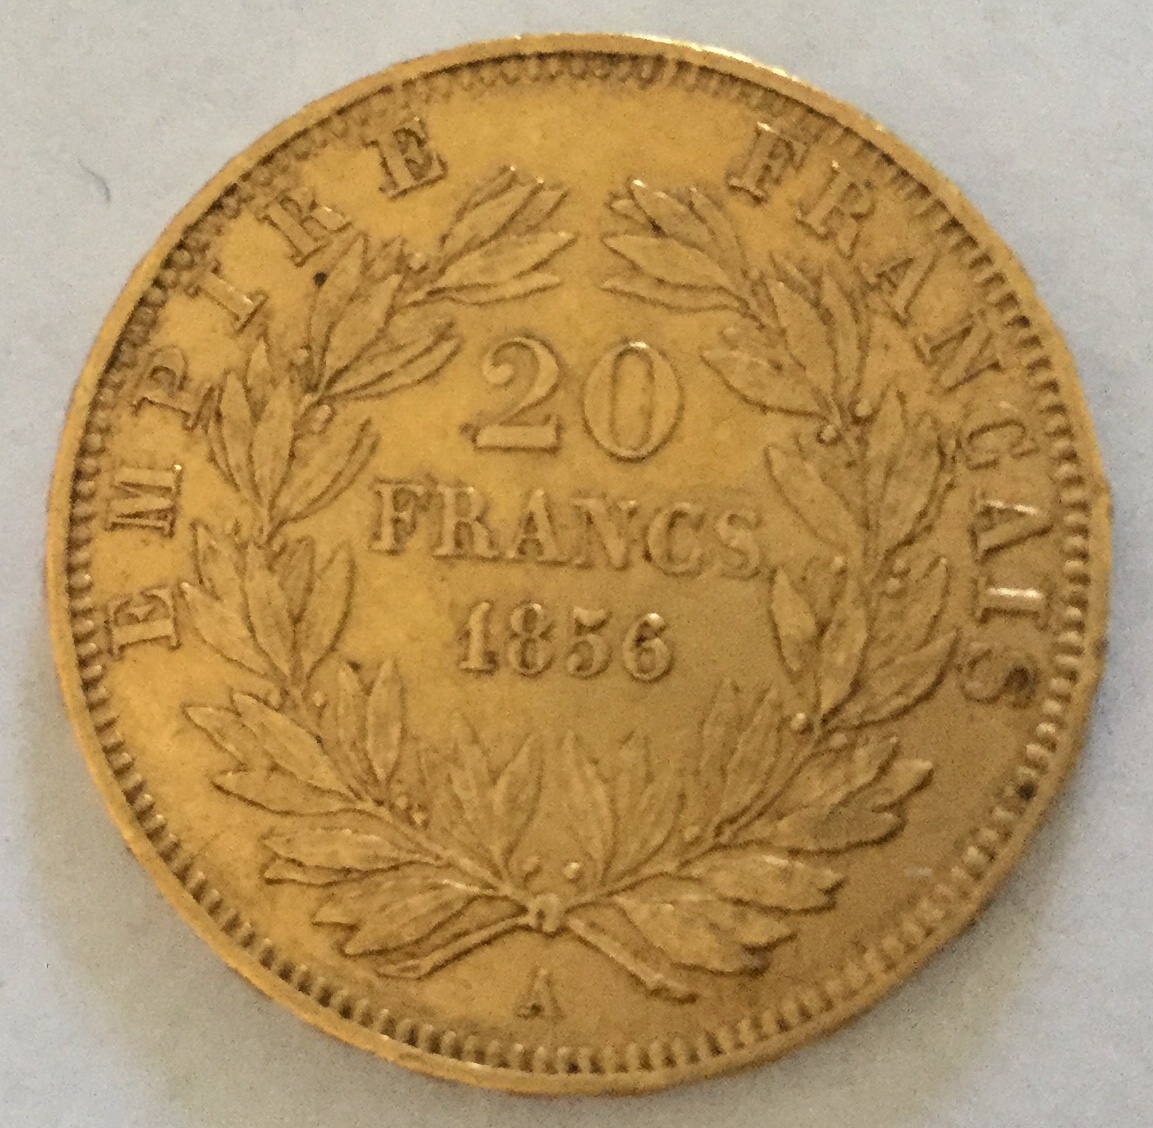 EMPIRE FRANÇAIS
20
FRANCS
1856
A